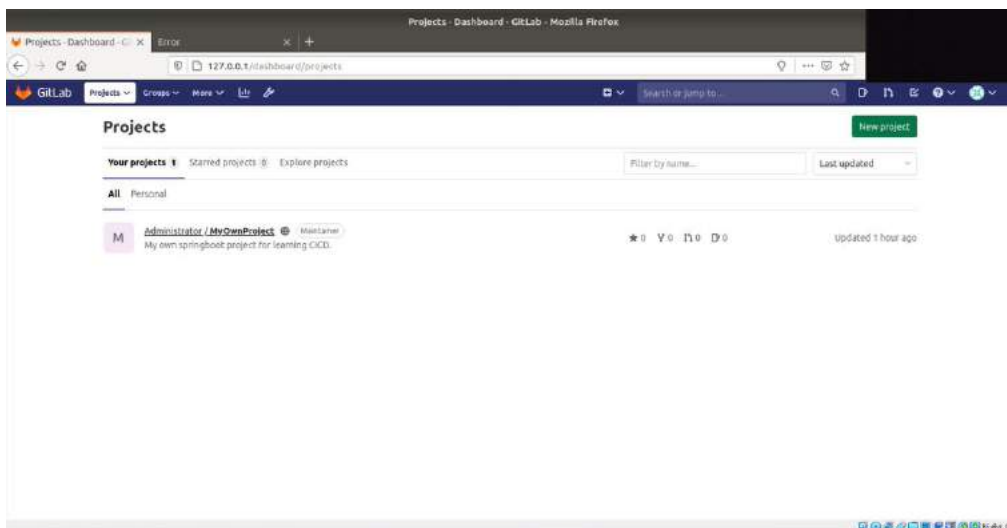 Projects · Dashboard · GitLab - Mozilla Firefox
Projects · Dashboard · G
Error
127.0.0.1/dashboard/projects
GitLab Projects Groups More Search or jump to...
Projects
New project
Your projects 1 Starred projects 0 Explore projects Filter by name... Last updated
All Personal
M
Administrator / MyOwnProject Maintainer
0 0 0 0
Updated 1 hour ago
My own springboot project for learning CICD.